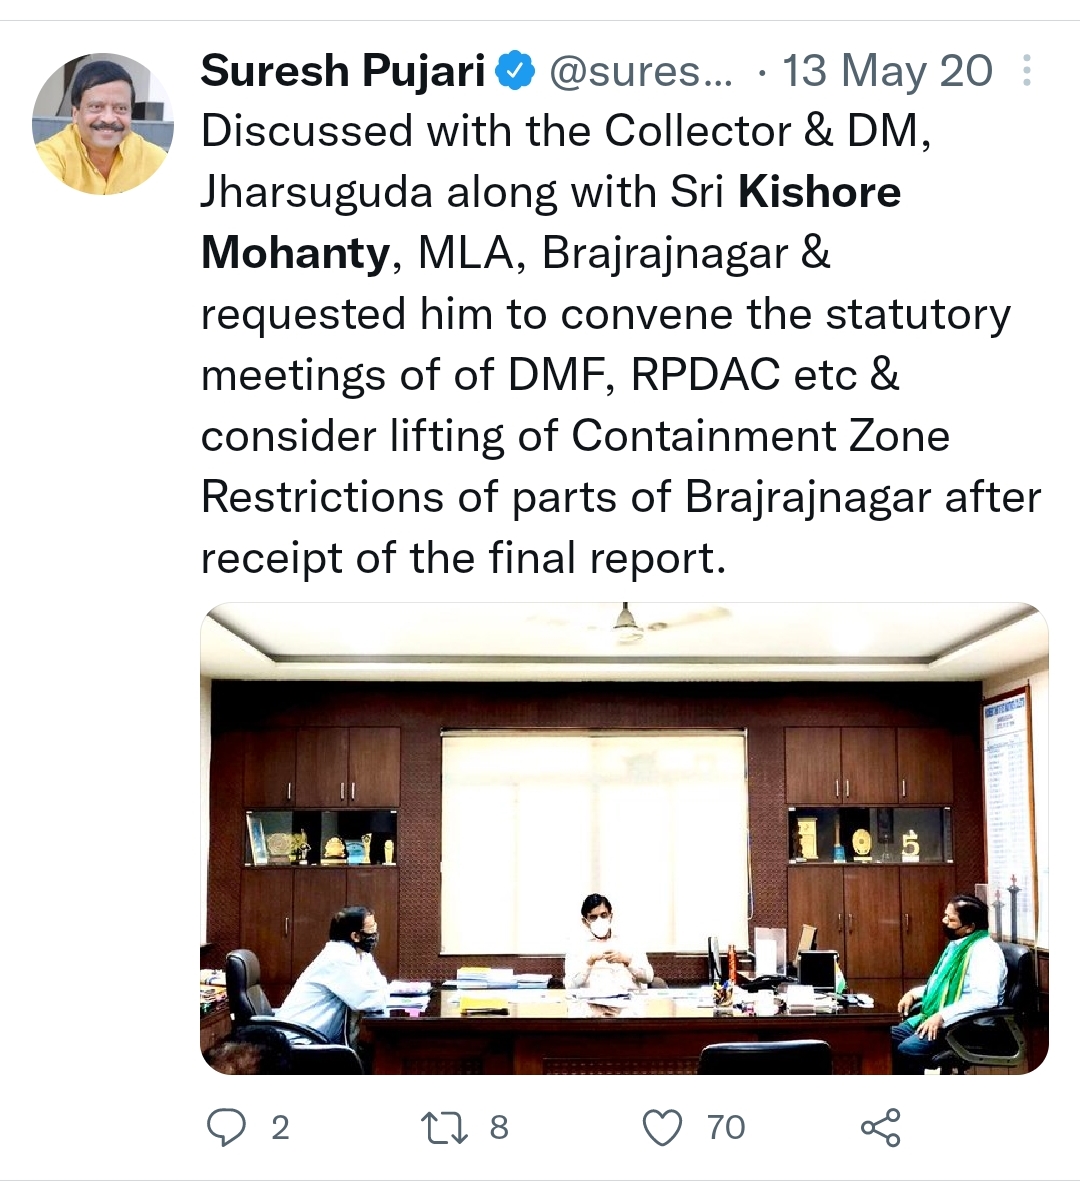 Suresh Pujari @sures... · 13 May 20
Discussed with the Collector & DM,
Jharsuguda along with Sri Kishore
Mohanty, MLA, Brajrajnagar &
requested him to convene the statutory
meetings of of DMF, RPDAC etc &
consider lifting of Containment Zone
Restrictions of parts of Brajrajnagar after
receipt of the final report.
2 8 70